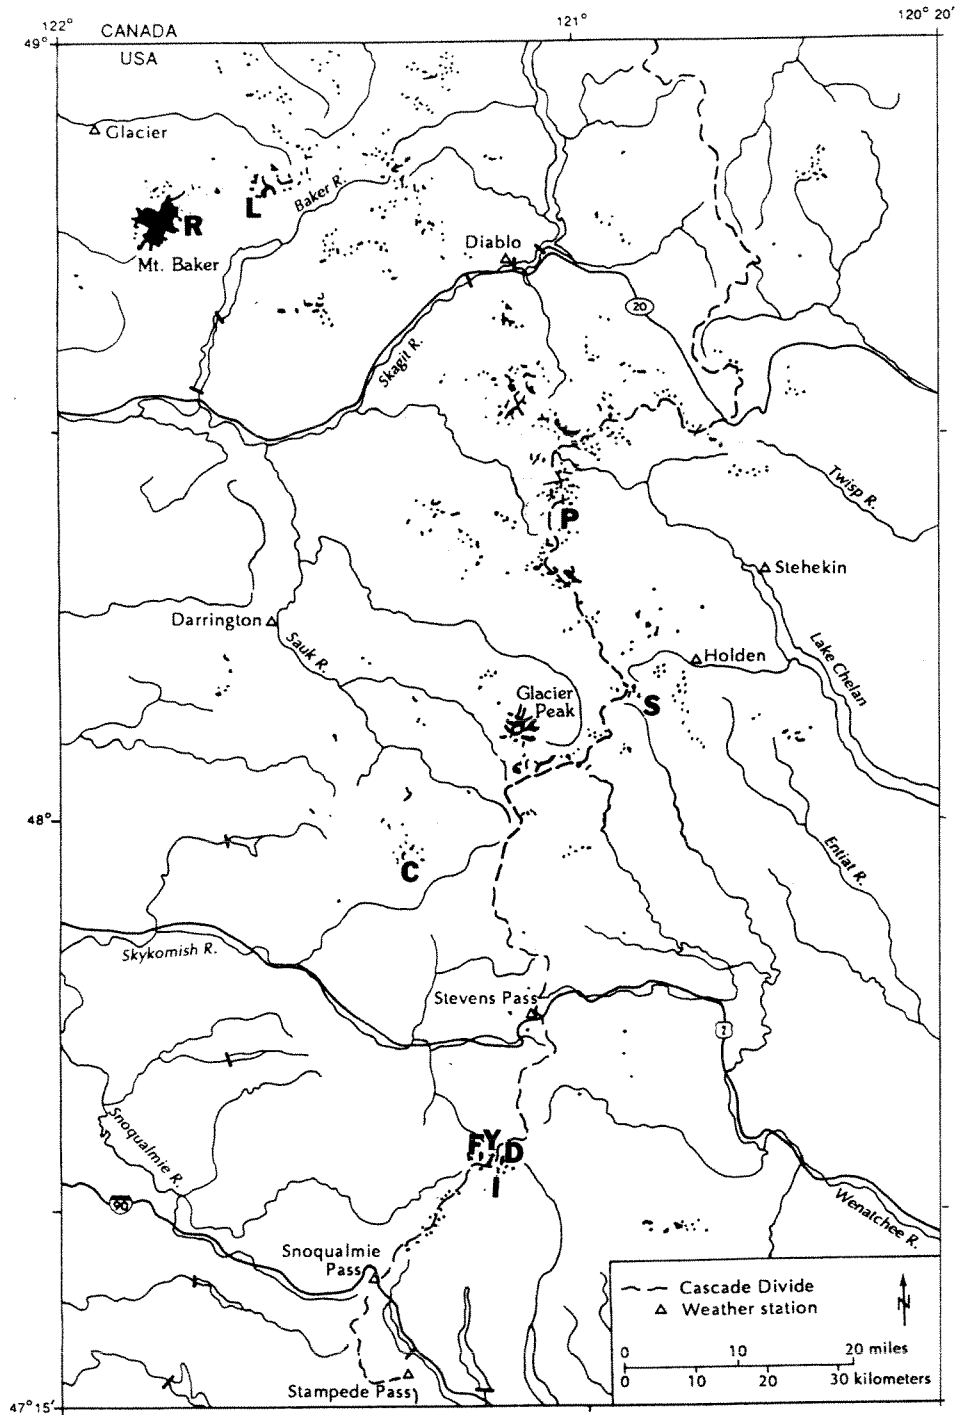 122°
CANADA
121°
120° 20'
49°
USA
Glacier
L
Baker R.
R
Mt. Baker
Diablo
20
Skagit R.
Twisp R.
P
Stehekin
Darrington
Sauk R.
Holden
Lake Chelan
Glacier
Peak
S
48°
C
Entiat R.
Skykomish R.
Stevens Pass
2
Snoqualmie R.
F Y D
I
90
Wenatchee R.
Snoqualmie
Pass
Cascade Divide
Weather station
N
0 10 20 miles
0 10 20 30 kilometers
Stampede Pass
47° 15'